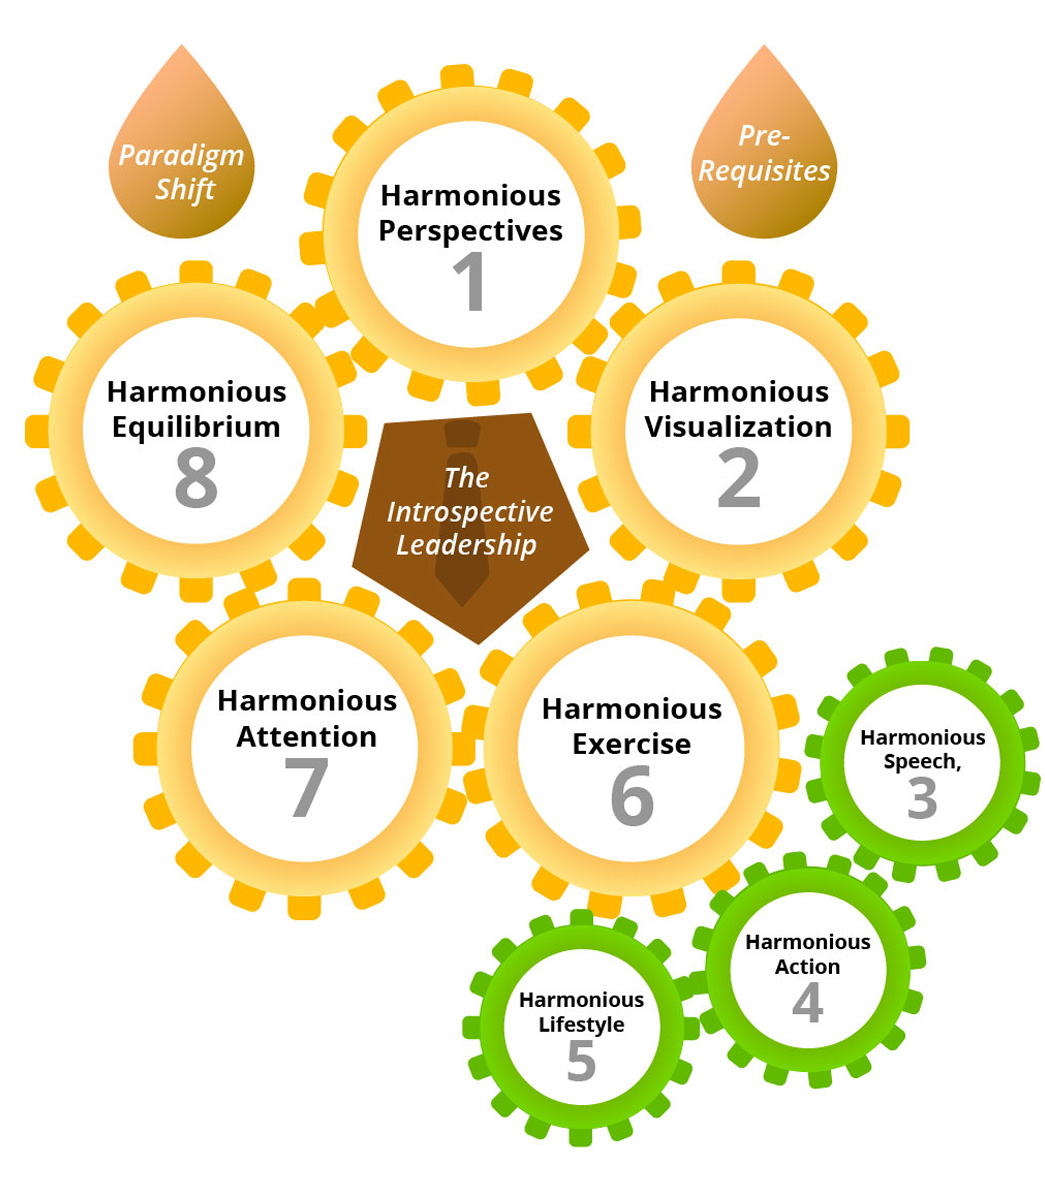 Paradigm
Shift
Pre-
Requisites
Harmonious
Perspectives
1
Harmonious
Visualization
2
Harmonious
Equilibrium
8
The
Introspective
Leadership
Harmonious
Attention
7
Harmonious
Exercise
6
Harmonious
Speech,
3
Harmonious
Action
4
Harmonious
Lifestyle
5